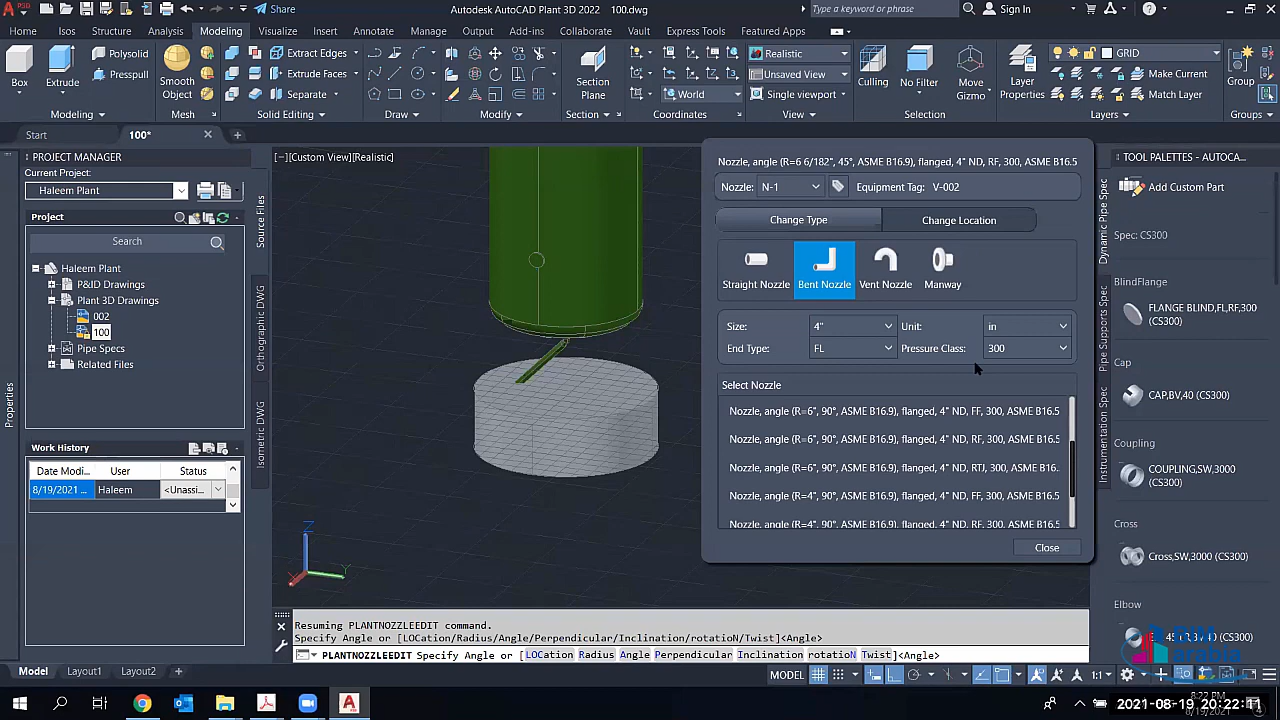 Share
Autodesk AutoCAD Plant 3D 2022 100.dwg
Type a keyword or phrase
Sign In
Home
Isos
Structure
Analysis
Modeling
Visualize
Insert
Annotate
Manage
Output
Add-ins
Collaborate
Vault
Express Tools
Featured Apps
Box
Extrude
Polysolid
Presspull
Smooth
Object
Extract Edges
Extrude Faces
Separate
Section
Plane
World
Realistic
Unsaved View
Single viewport
Culling
No Filter
Move
Gizmo
Layer
Properties
GRID
Make Current
Match Layer
Group
Modeling
Mesh
Solid Editing
Draw
Modify
Section
Coordinates
View
Selection
Layers
Groups
Start
100*
PROJECT MANAGER
Current Project:
Haleem Plant
Project
Search
Haleem Plant
P&ID Drawings
Plant 3D Drawings
002
100
Pipe Specs
Related Files
Source Files
Orthographic DWG
Isometric DWG
Properties
Work History
Date Modi...
User
Status
8/19/2021 ...
Haleem
<Unassi...
[−][Custom View][Realistic]
Z
Y
Nozzle, angle (R=6 6/182", 45°, ASME B16.9), flanged, 4" ND, RF, 300, ASME B16.5
Nozzle:
N-1
Equipment Tag:
V-002
Change Type
Change Location
Straight Nozzle
Bent Nozzle
Vent Nozzle
Manway
Size:
4"
Unit:
in
End Type:
FL
Pressure Class:
300
Select Nozzle
Nozzle, angle (R=6", 90°, ASME B16.9), flanged, 4" ND, FF, 300, ASME B16.5
Nozzle, angle (R=6", 90°, ASME B16.9), flanged, 4" ND, RF, 300, ASME B16.5
Nozzle, angle (R=6", 90°, ASME B16.9), flanged, 4" ND, RTJ, 300, ASME B16..
Nozzle, angle (R=4", 90°, ASME B16.9), flanged, 4" ND, FF, 300, ASME B16.5
Nozzle, angle (R=4", 90°, ASME B16.9), flanged, 4" ND, RF, 300, ASME B16.5
Close
TOOL PALETTES - AUTOCA...
Add Custom Part
Spec: CS300
BlindFlange
FLANGE BLIND,FL,RF,300
(CS300)
Cap
CAP,BV,40 (CS300)
Coupling
COUPLING,SW,3000
(CS300)
Cross
Cross,SW,3000 (CS300)
Elbow
(CS300)
Dynamic Pipe Spec
Pipe Supports Spec
Instrumentation Spec
Resuming PLANTNOZZLEEDIT command.
Specify Angle or [LOCation/Radius/Angle/Perpendicular/Inclination/rotatioN/Twist]<Angle>
PLANTNOZZLEEDIT Specify Angle or [LOCation Radius Angle Perpendicular Inclination rotatioN Twist]<Angle>
Model
Layout1
Layout2
MODEL
1:1
BIM
arabia
2021-08-19 20:22:11